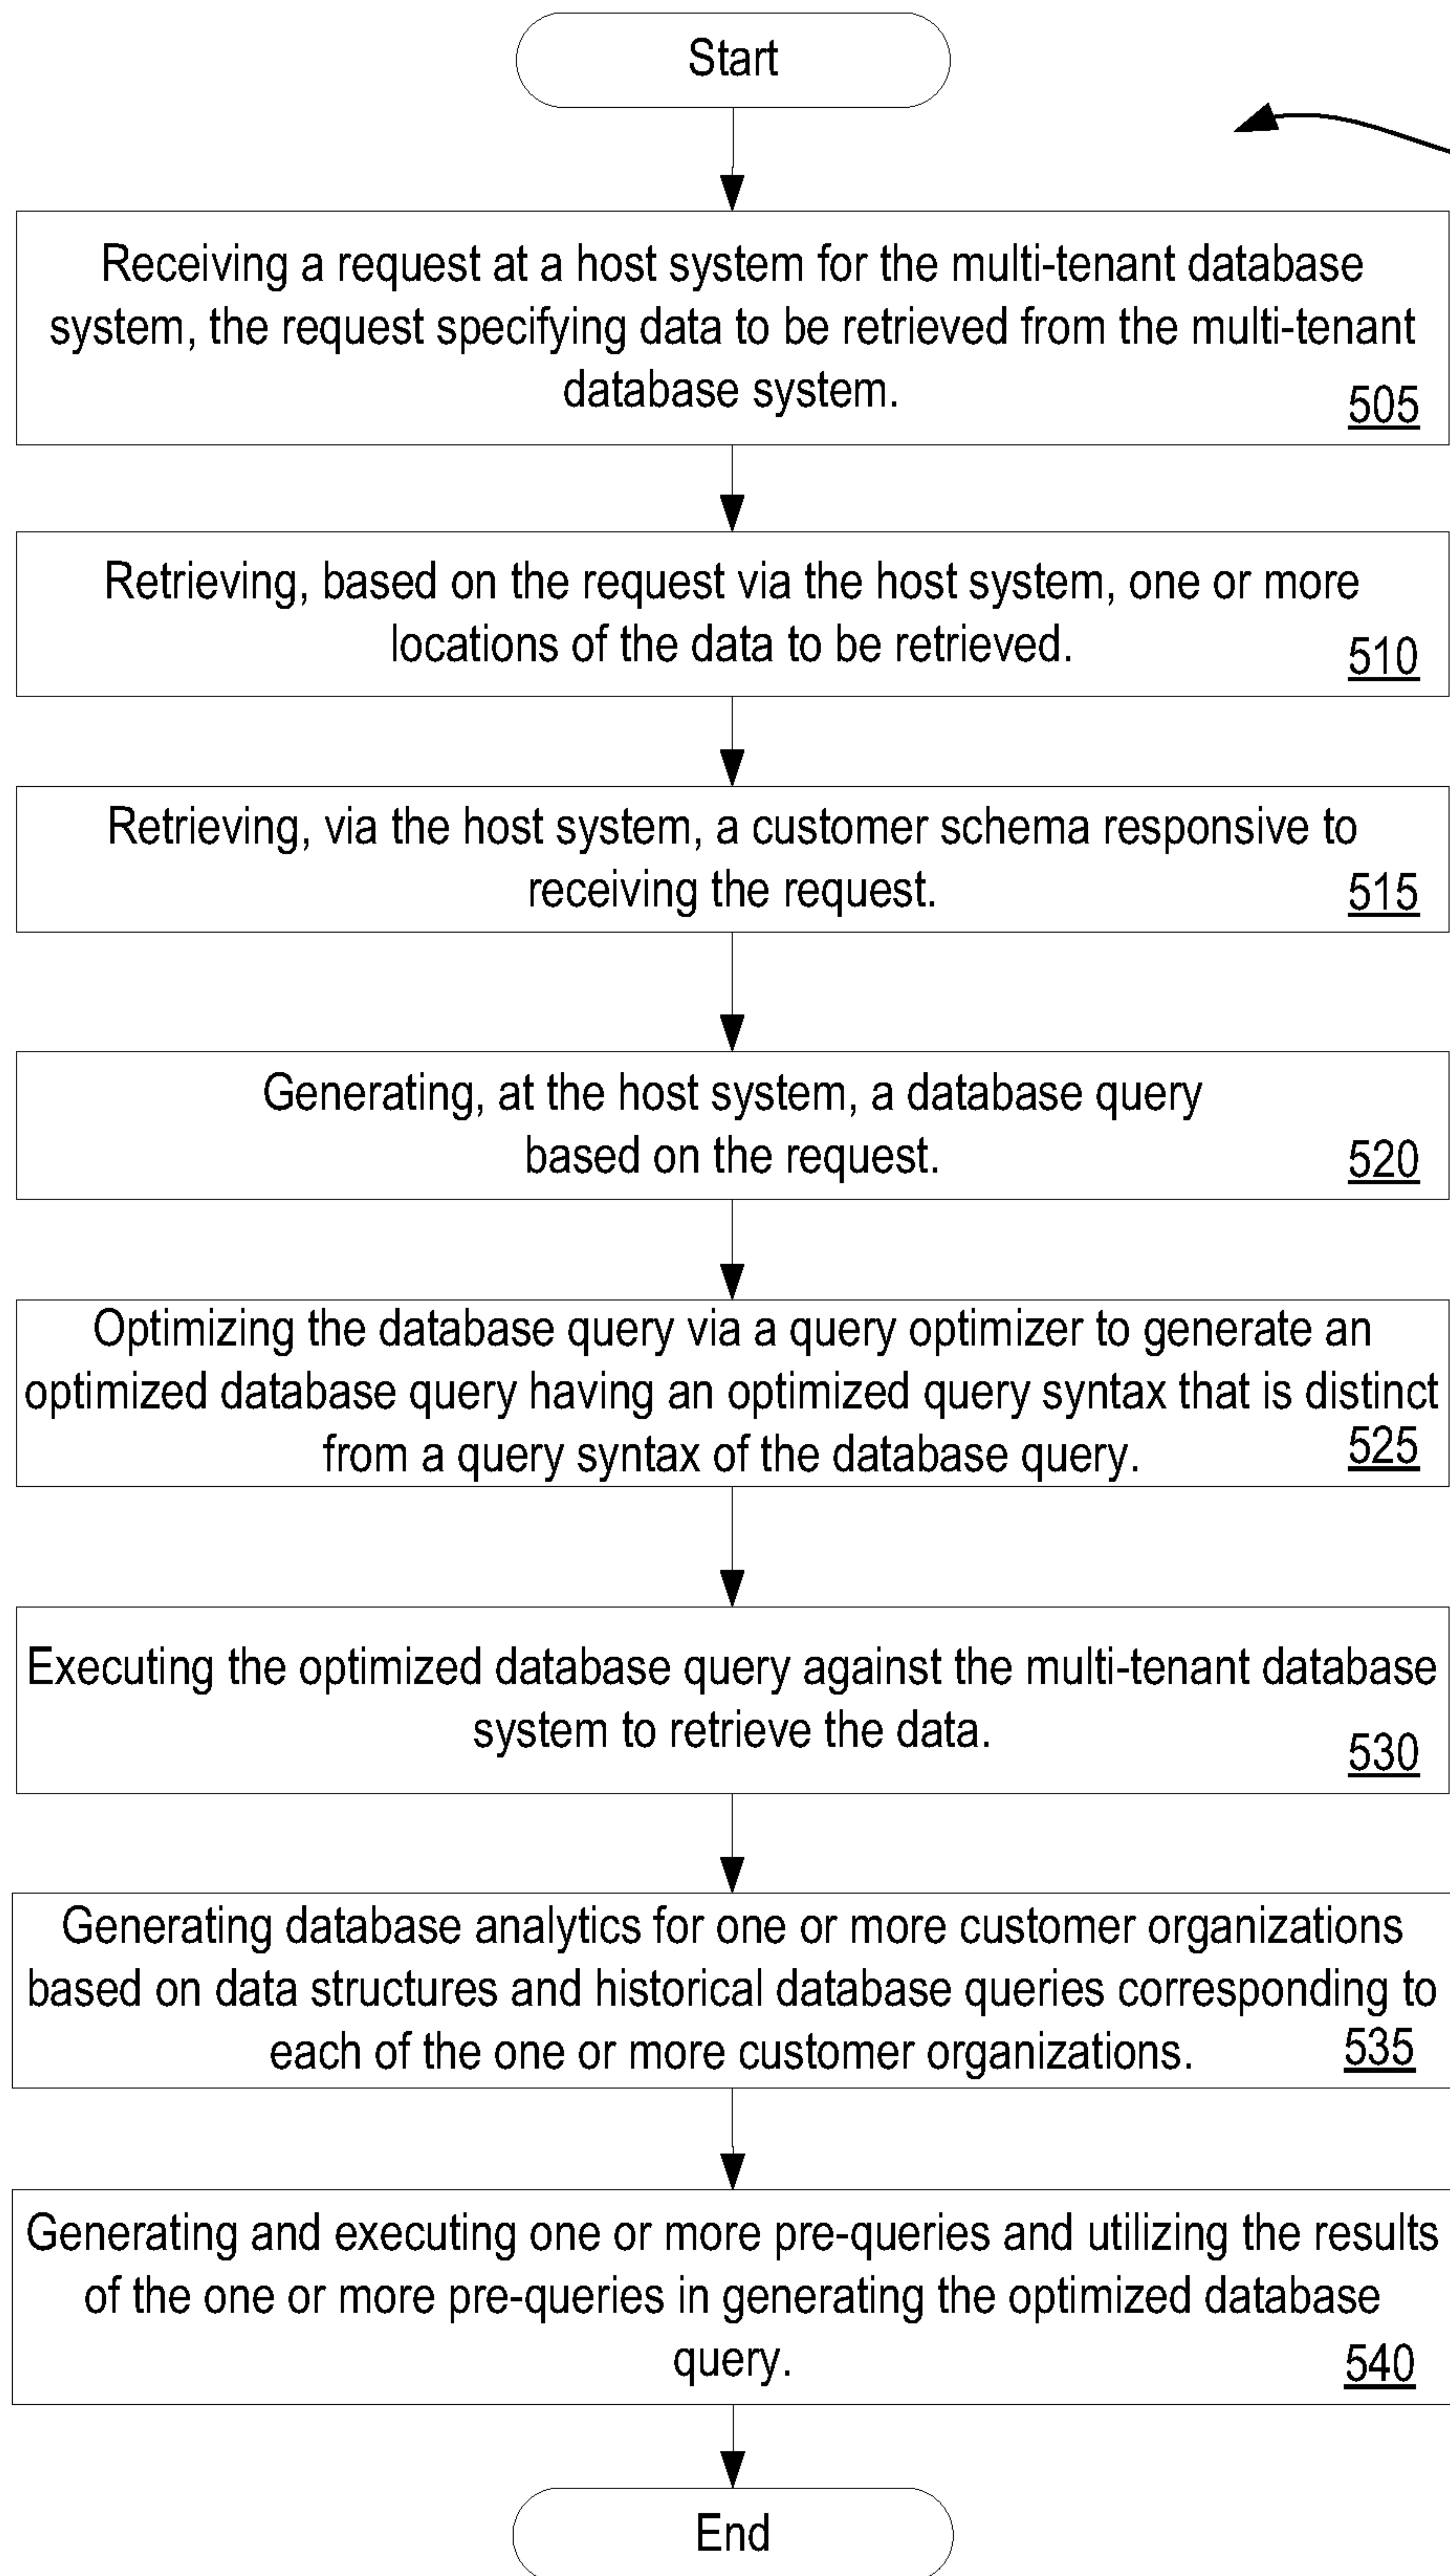 Start
Receiving a request at a host system for the multi-tenant database
system, the request specifying data to be retrieved from the multi-tenant
database system.
505
Retrieving, based on the request via the host system, one or more
locations of the data to be retrieved.
510
Retrieving, via the host system, a customer schema responsive to
receiving the request.
515
Generating, at the host system, a database query
based on the request.
520
Optimizing the database query via a query optimizer to generate an
optimized database query having an optimized query syntax that is distinct
from a query syntax of the database query.
525
Executing the optimized database query against the multi-tenant database
system to retrieve the data.
530
Generating database analytics for one or more customer organizations
based on data structures and historical database queries corresponding to
each of the one or more customer organizations.
535
Generating and executing one or more pre-queries and utilizing the results
of the one or more pre-queries in generating the optimized database
query.
540
End